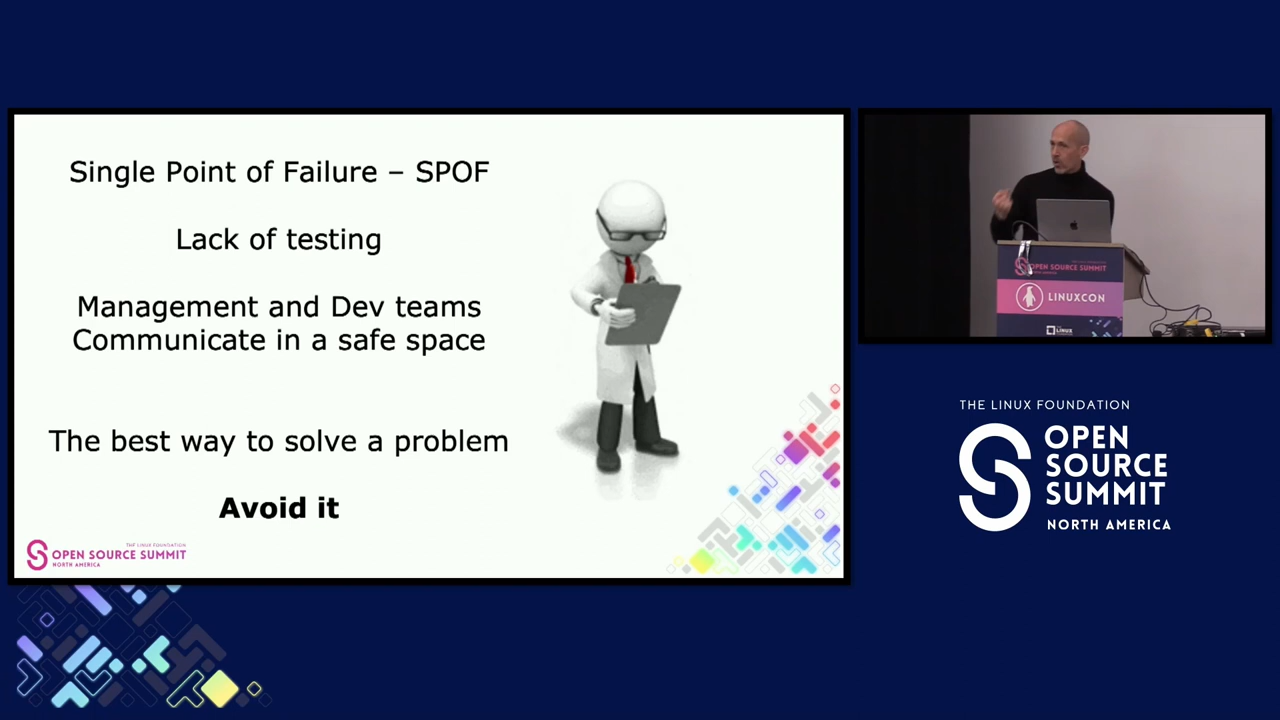 Single Point of Failure – SPOF
Lack of testing
Management and Dev teams
Communicate in a safe space
The best way to solve a problem
Avoid it
THE LINUX FOUNDATION
OPEN SOURCE SUMMIT
NORTH AMERICA
OPEN SOURCE SUMMIT
LINUXCON
LINUX
THE LINUX FOUNDATION
OPEN
SOURCE
SUMMIT
NORTH AMERICA